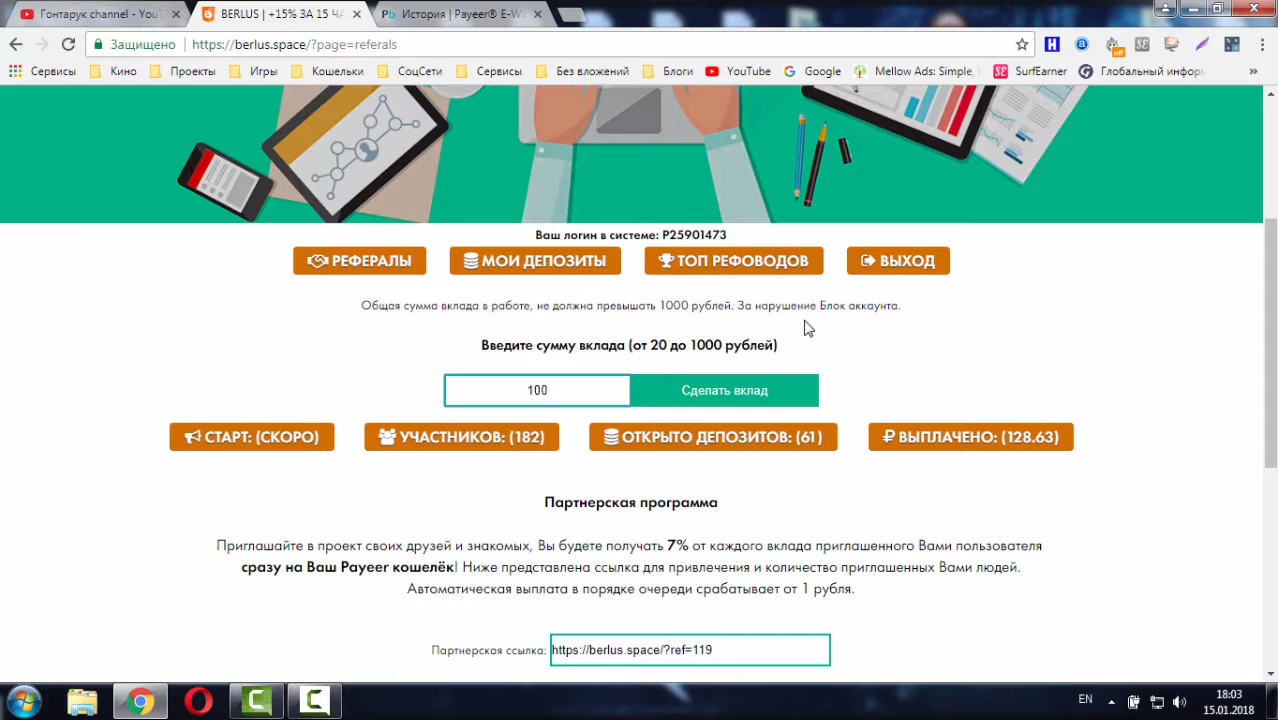 Гонтарук channel - YouT
BERLUS | +15% ЗА 15 ЧА
История | Payeer® E-Wa
Защищено
https://berlus.space/?page=referals
Сервисы
Кино
Проекты
Игры
Кошельки
СоцСети
Сервисы
Без вложений
Блоги
YouTube
Google
Mellow Ads: Simple,
SurfEarner
Глобальный информ
Ваш логин в системе: P25901473
РЕФЕРАЛЫ
МОИ ДЕПОЗИТЫ
ТОП РЕФОВОДОВ
ВЫХОД
Общая сумма вклада в работе, не должна превышать 1000 рублей. За нарушение Блок аккаунта.
Введите сумму вклада (от 20 до 1000 рублей)
100
Сделать вклад
СТАРТ: (СКОРО)
УЧАСТНИКОВ: (182)
ОТКРЫТО ДЕПОЗИТОВ: (61)
ВЫПЛАЧЕНО: (128.63)
Партнерская программа
Приглашайте в проект своих друзей и знакомых, Вы будете получать 7% от каждого вклада приглашенного Вами пользователя
сразу на Ваш Payeer кошелёк! Ниже представлена ссылка для привлечения и количество приглашенных Вами людей.
Автоматическая выплата в порядке очереди срабатывает от 1 рубля.
Партнерская ссылка: https://berlus.space/?ref=119
EN
18:03
15.01.2018